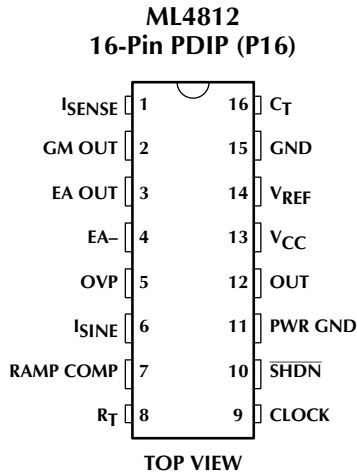 ML4812
16-Pin PDIP (P16)
ISENSE 1 16 CT
GM OUT 2 15 GND
EA OUT 3 14 VREF
EA– 4 13 VCC
OVP 5 12 OUT
ISINE 6 11 PWR GND
RAMP COMP 7 10 SHDN
RT 8 9 CLOCK
TOP VIEW